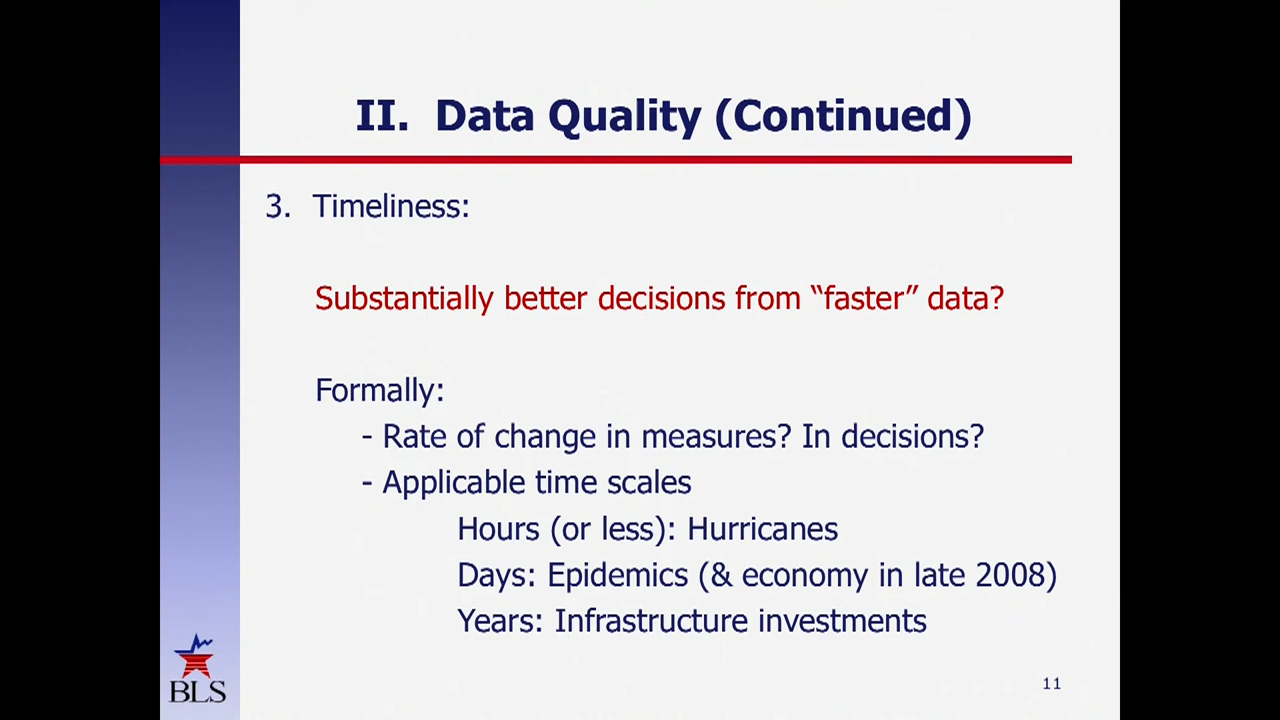 II. Data Quality (Continued)
3. Timeliness:
Substantially better decisions from “faster” data?
Formally:
- Rate of change in measures? In decisions?
- Applicable time scales
Hours (or less): Hurricanes
Days: Epidemics (& economy in late 2008)
Years: Infrastructure investments
BLS
11